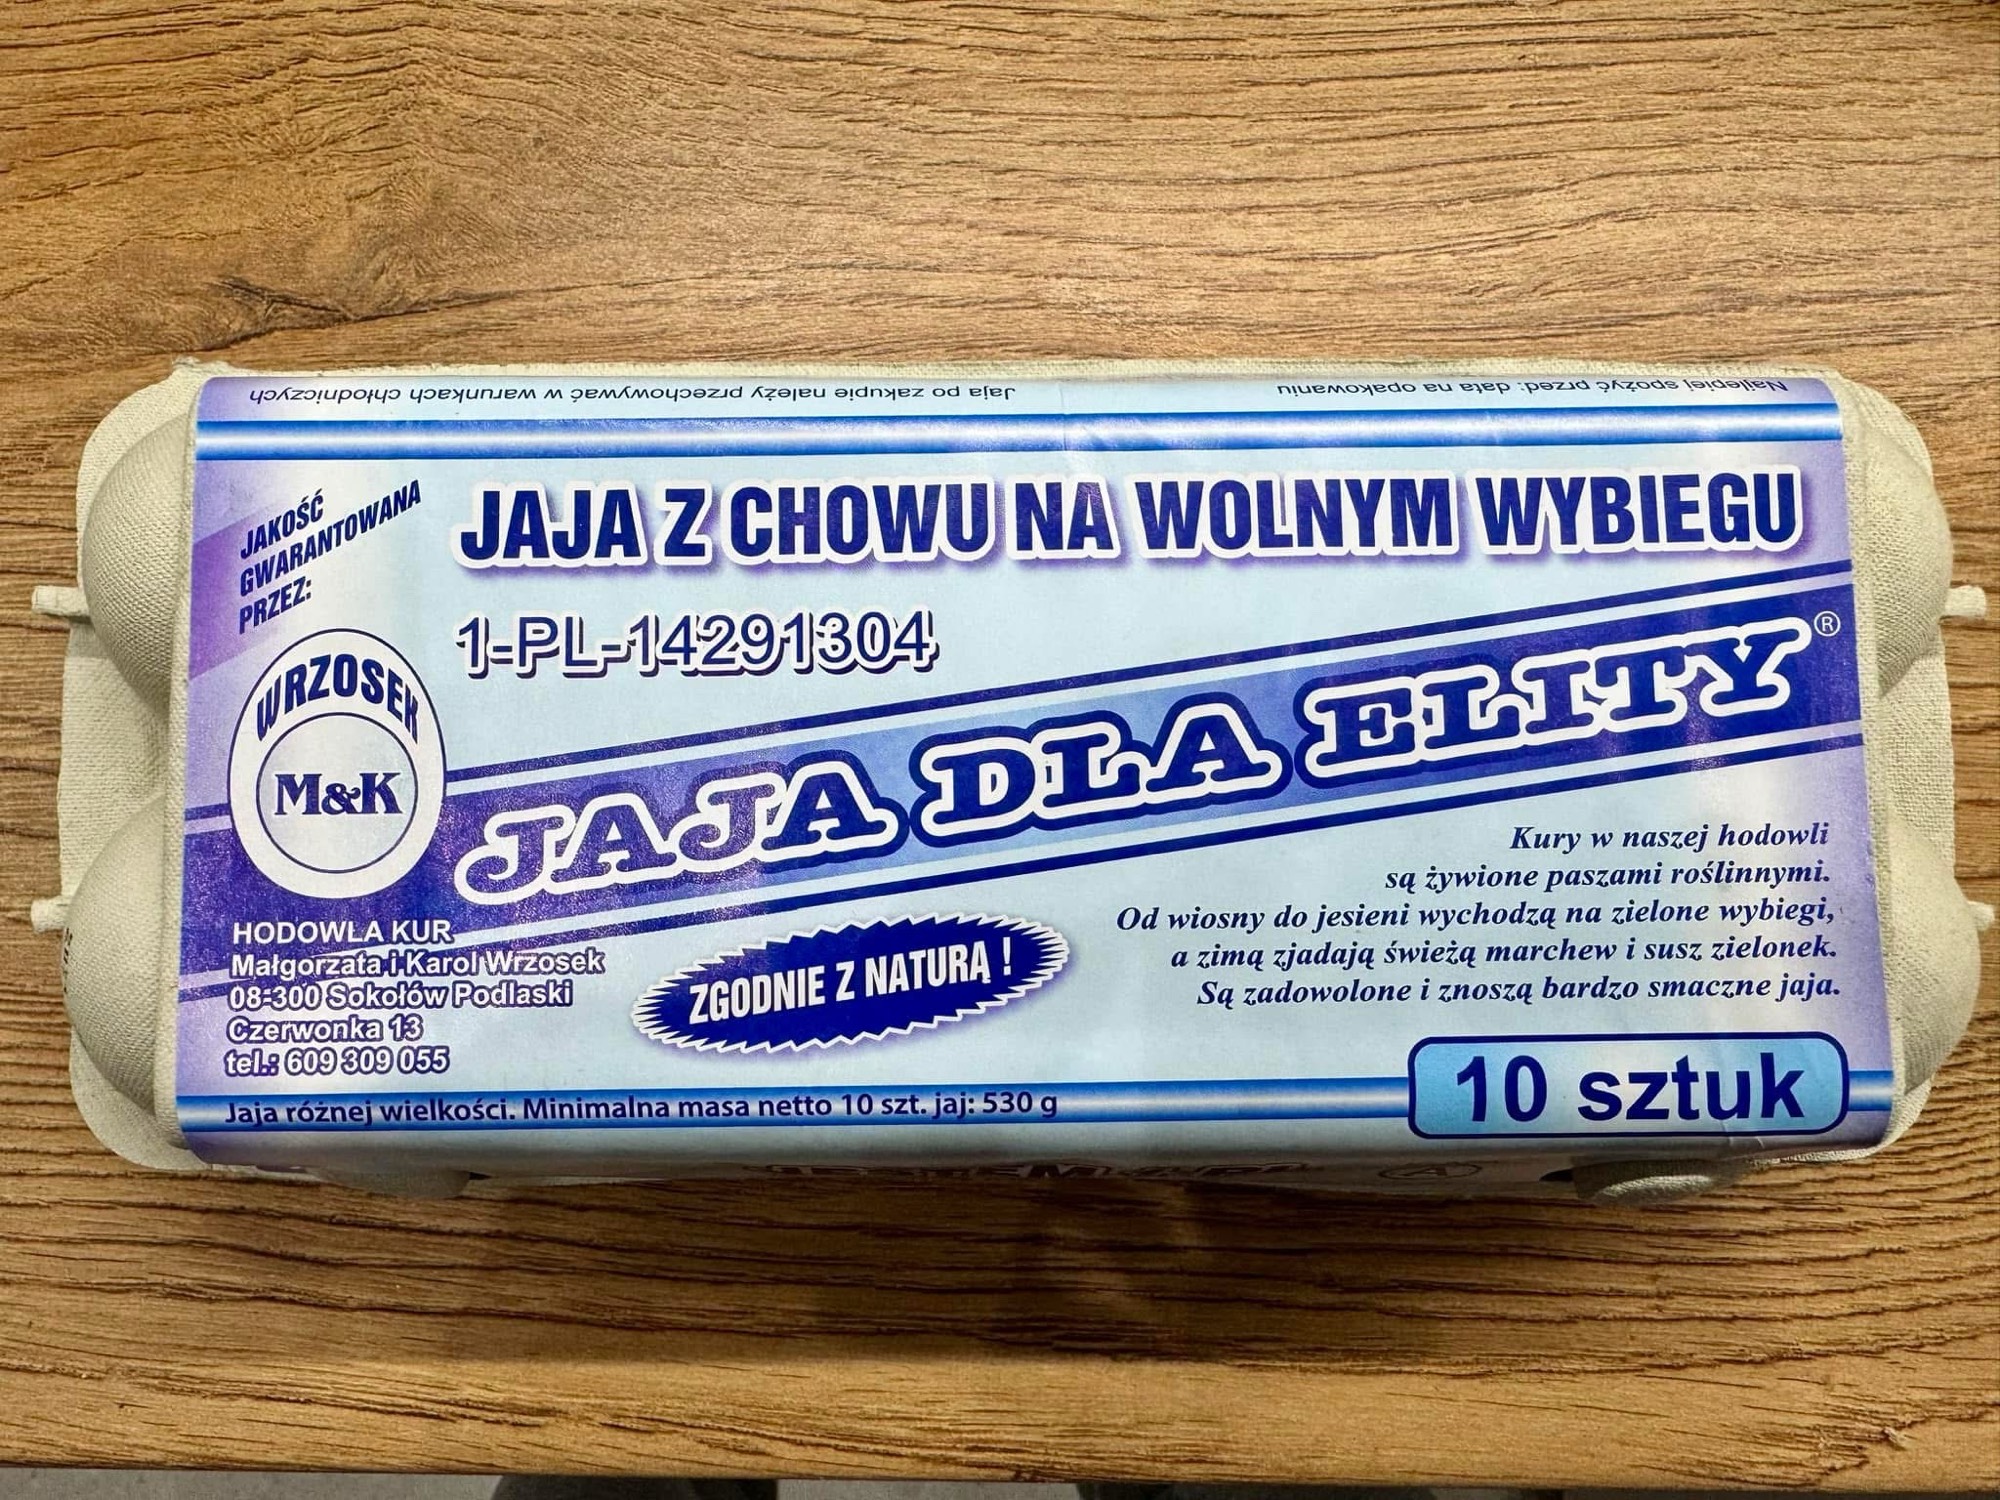 Jaja po zakupie należy przechowywać w warunkach chłodniczych
Najlepiej spożyć przed: data na opakowaniu
JAKOŚĆ
GWARANTOWANA
PRZEZ:
JAJA Z CHOWU NA WOLNYM WYBIEGU
1-PL-14291304
WRZOSEK
M&K
JAJA DLA ELITY®
HODOWLA KUR
Małgorzata i Karol Wrzosek
08-300 Sokołów Podlaski
Czerwonka 13
tel.: 609 309 055
ZGODNIE Z NATURĄ !
Kury w naszej hodowli
są żywione paszami roślinnymi.
Od wiosny do jesieni wychodzą na zielone wybiegi,
a zimą zjadają świeżą marchew i susz zielonek.
Są zadowolone i znoszą bardzo smaczne jaja.
Jaja różnej wielkości. Minimalna masa netto 10 szt. jaj: 530 g
10 sztuk
A